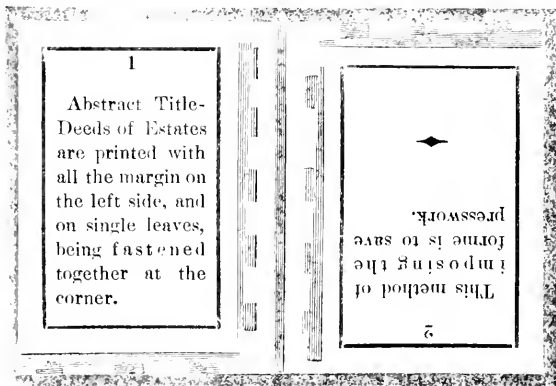 1
Abstract Title-
Deeds of Estates
are printed with
all the margin on
the left side, and
on single leaves,
being fastened
together at the
corner.
2
This method of
imposing the
forme is to save
presswork.